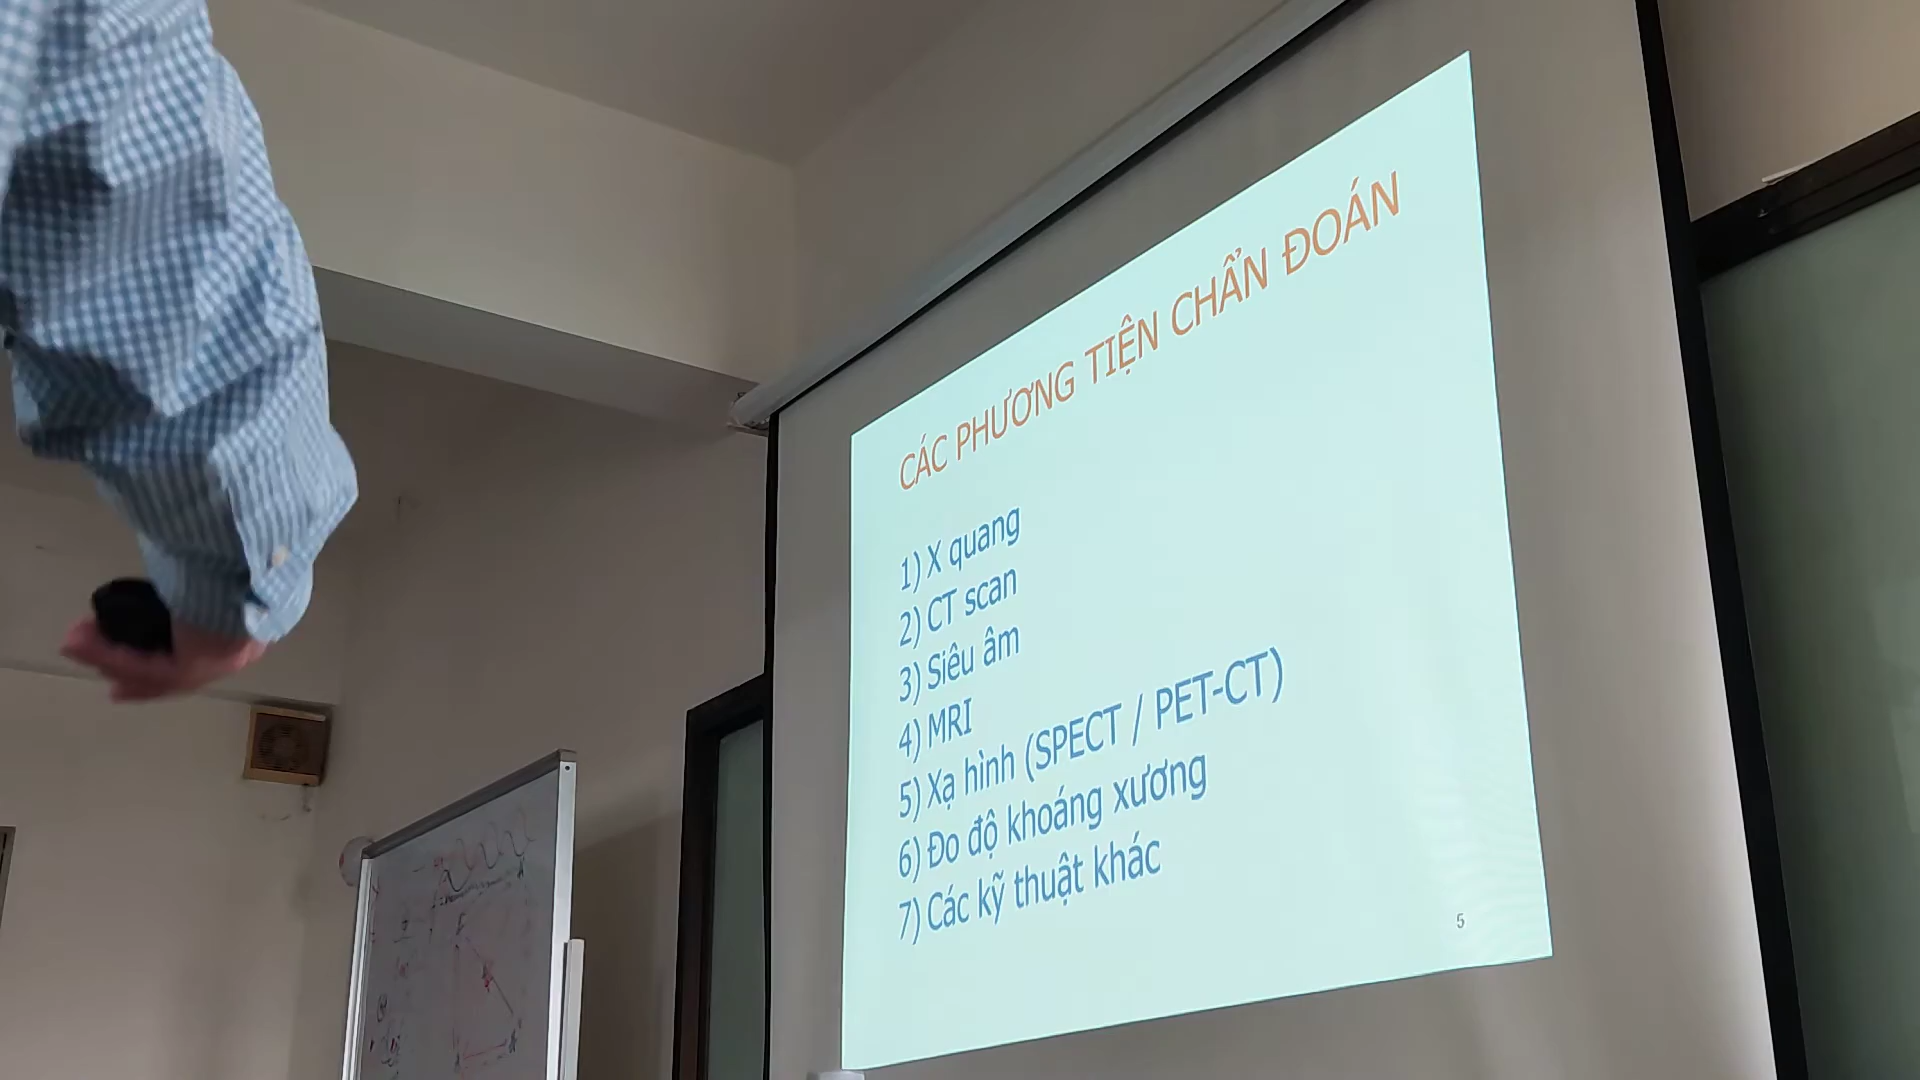 CÁC PHƯƠNG TIỆN CHẨN ĐOÁN
1) X quang
2) CT scan
3) Siêu âm
4) MRI
5) Xạ hình (SPECT / PET-CT)
6) Đo độ khoáng xương
7) Các kỹ thuật khác
5